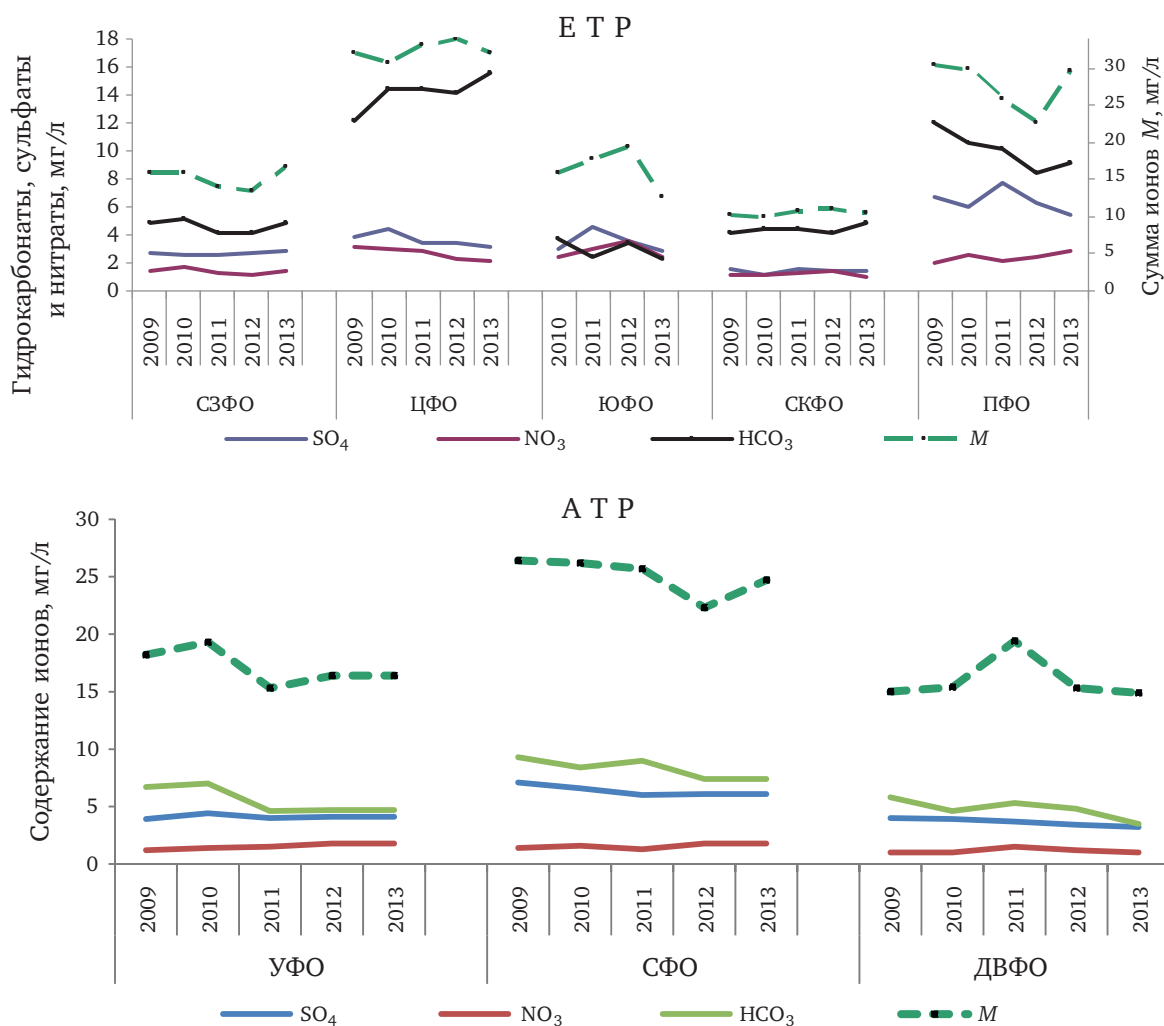 Е Т Р
Гидрокарбонаты, сульфаты
и нитраты, мг/л
18
16
14
12
10
8
6
4
2
0
30
25
20
15
10
5
0
Сумма ионов M, мг/л
2009 2010 2011 2012 2013 2009 2010 2011 2012 2013 2010 2011 2012 2013 2009 2010 2011 2012 2013 2009 2010 2011 2012 2013
СЗФО ЦФО ЮФО СКФО ПФО
SO4 NO3 HCO3 M
А Т Р
Содержание ионов, мг/л
30
25
20
15
10
5
0
2009 2010 2011 2012 2013 2009 2010 2011 2012 2013 2009 2010 2011 2012 2013
УФО СФО ДВФО
SO4 NO3 HCO3 M